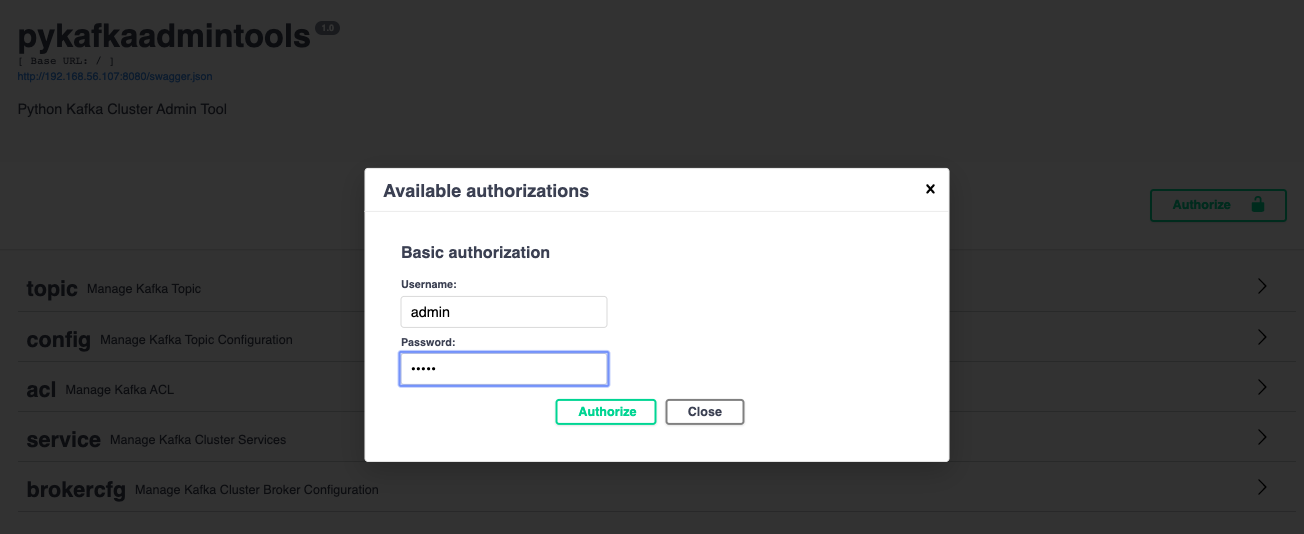 pykafkaadmintools 1.0
[ Base URL: / ]
http://192.168.56.107:8080/swagger.json
Python Kafka Cluster Admin Tool
Available authorizations ×
Authorize
Basic authorization
Username:
admin
Password:
•••••
Authorize Close
topic Manage Kafka Topic
config Manage Kafka Topic Configuration
acl Manage Kafka ACL
service Manage Kafka Cluster Services
brokercfg Manage Kafka Cluster Broker Configuration